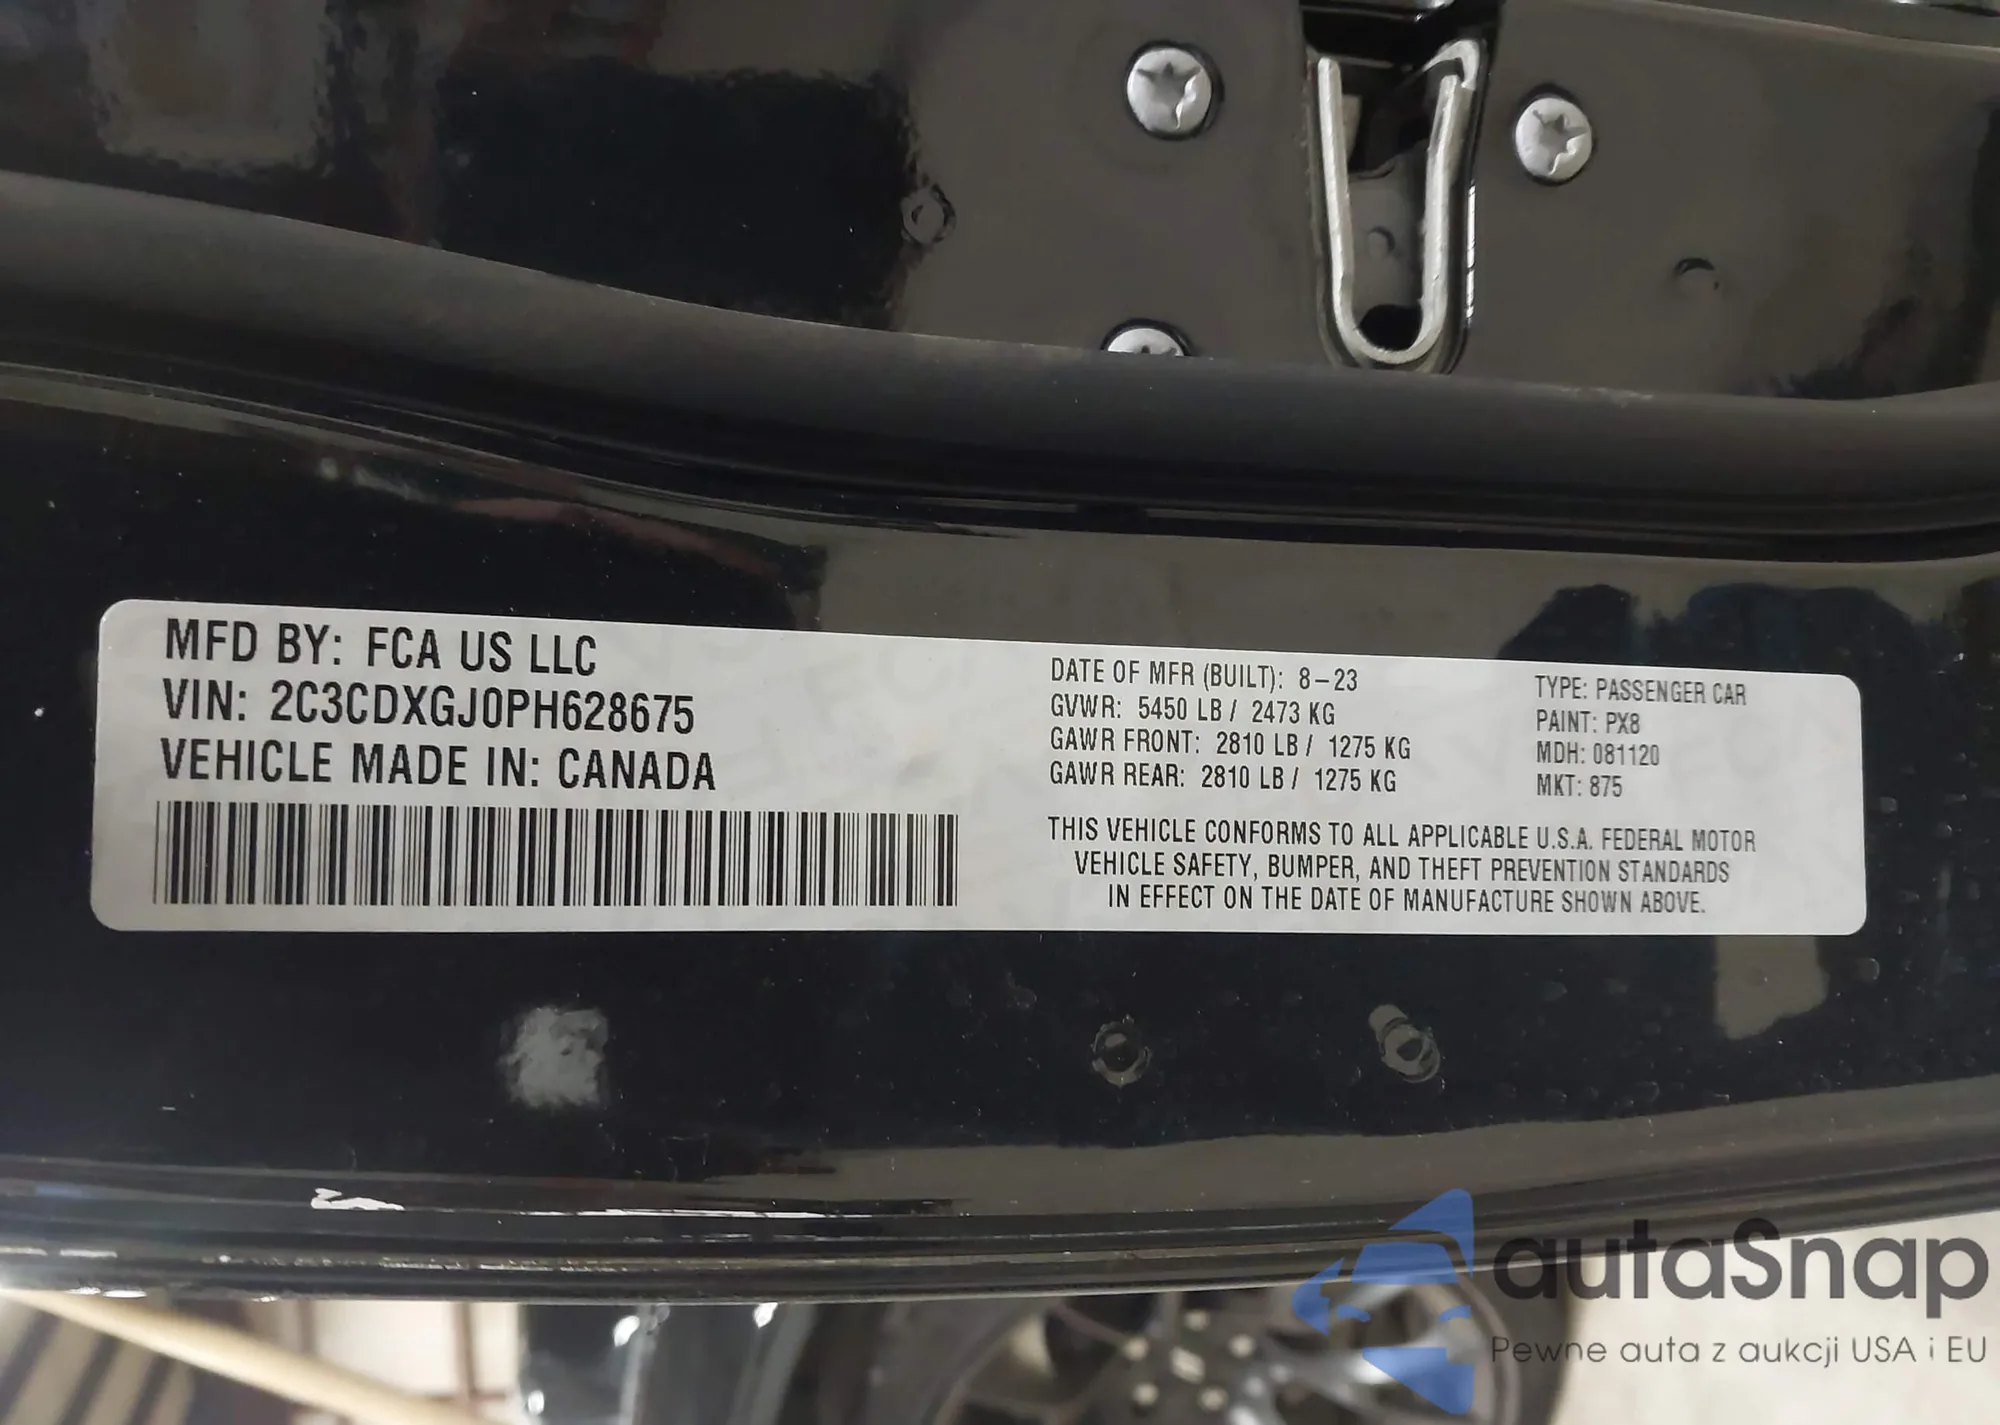 MFD BY: FCA US LLC
VIN: 2C3CDXGJ0PH628675
VEHICLE MADE IN: CANADA
DATE OF MFR (BUILT): 8-23
GVWR: 5450 LB / 2473 KG
GAWR FRONT: 2810 LB / 1275 KG
GAWR REAR: 2810 LB / 1275 KG
TYPE: PASSENGER CAR
PAINT: PX8
MDH: 081120
MKT: 875
THIS VEHICLE CONFORMS TO ALL APPLICABLE U.S.A. FEDERAL MOTOR
VEHICLE SAFETY, BUMPER, AND THEFT PREVENTION STANDARDS
IN EFFECT ON THE DATE OF MANUFACTURE SHOWN ABOVE.
autaSnap
Pewne auta z aukcji USA i EU